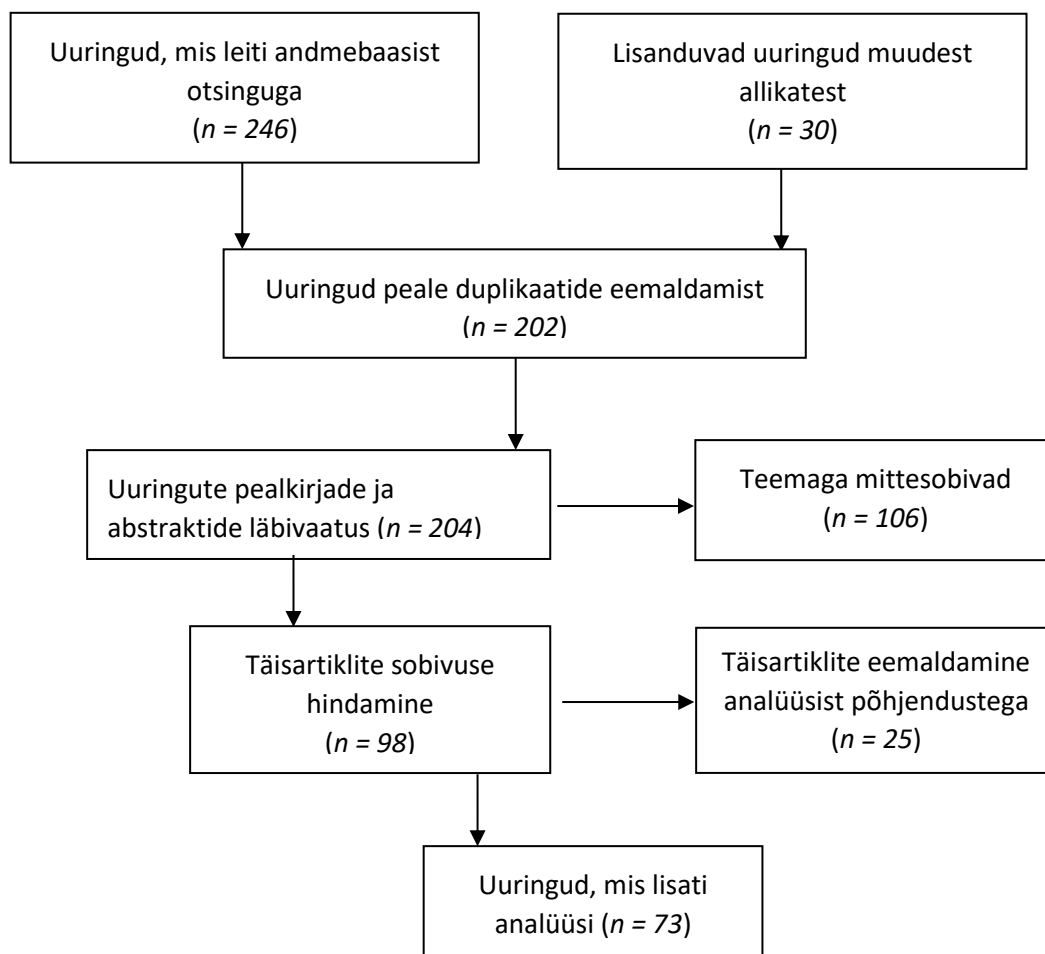 Uuringud, mis leiti andmebaasist
otsinguga
(n = 246)
Lisanduvad uuringud muudest
allikatest
(n = 30)
Uuringud peale duplikaatide eemaldamist
(n = 202)
Uuringute pealkirjade ja
abstraktide läbivaatus (n = 204)
Teemaga mittesobivad
(n = 106)
Täisartiklite sobivuse
hindamine
(n = 98)
Täisartiklite eemaldamine
analüüsist põhjendustega
(n = 25)
Uuringud, mis lisati
analüüsi (n = 73)